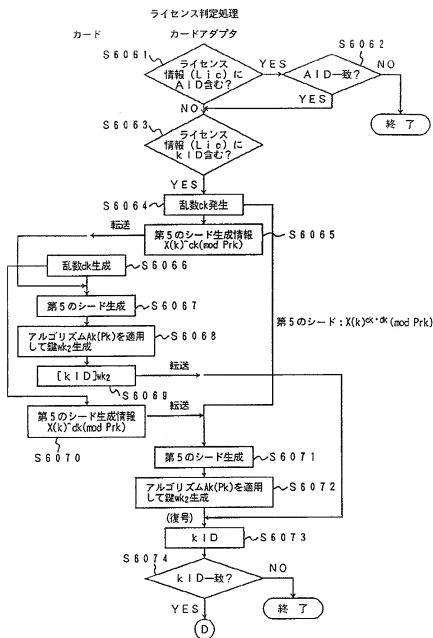 ライセンス判定処理
カード
カードアダプタ
S6061
ライセンス
情報(Lic)に
AID含む?
YES
S6062
AID一致?
NO
YES
終了
NO
S6063
ライセンス
情報(Lic)に
kID含む?
YES
S6064
乱数ck発生
転送
第5のシード生成情報
X(k)^ck(mod Prk)
S6065
乱数dk生成
S6066
第5のシード生成
S6067
第5のシード:X(k)^ck・dk(mod Prk)
アルゴリズムAk(Pk)を適用
して鍵wk2生成
S6068
[kID]wk2
転送
S6069
第5のシード生成情報
X(k)^dk(mod Prk)
転送
S6070
第5のシード生成
S6071
アルゴリズムAk(Pk)を適用
して鍵wk2生成
S6072
(復号)
kID
S6073
S6074
kID一致?
NO
YES
終了
D